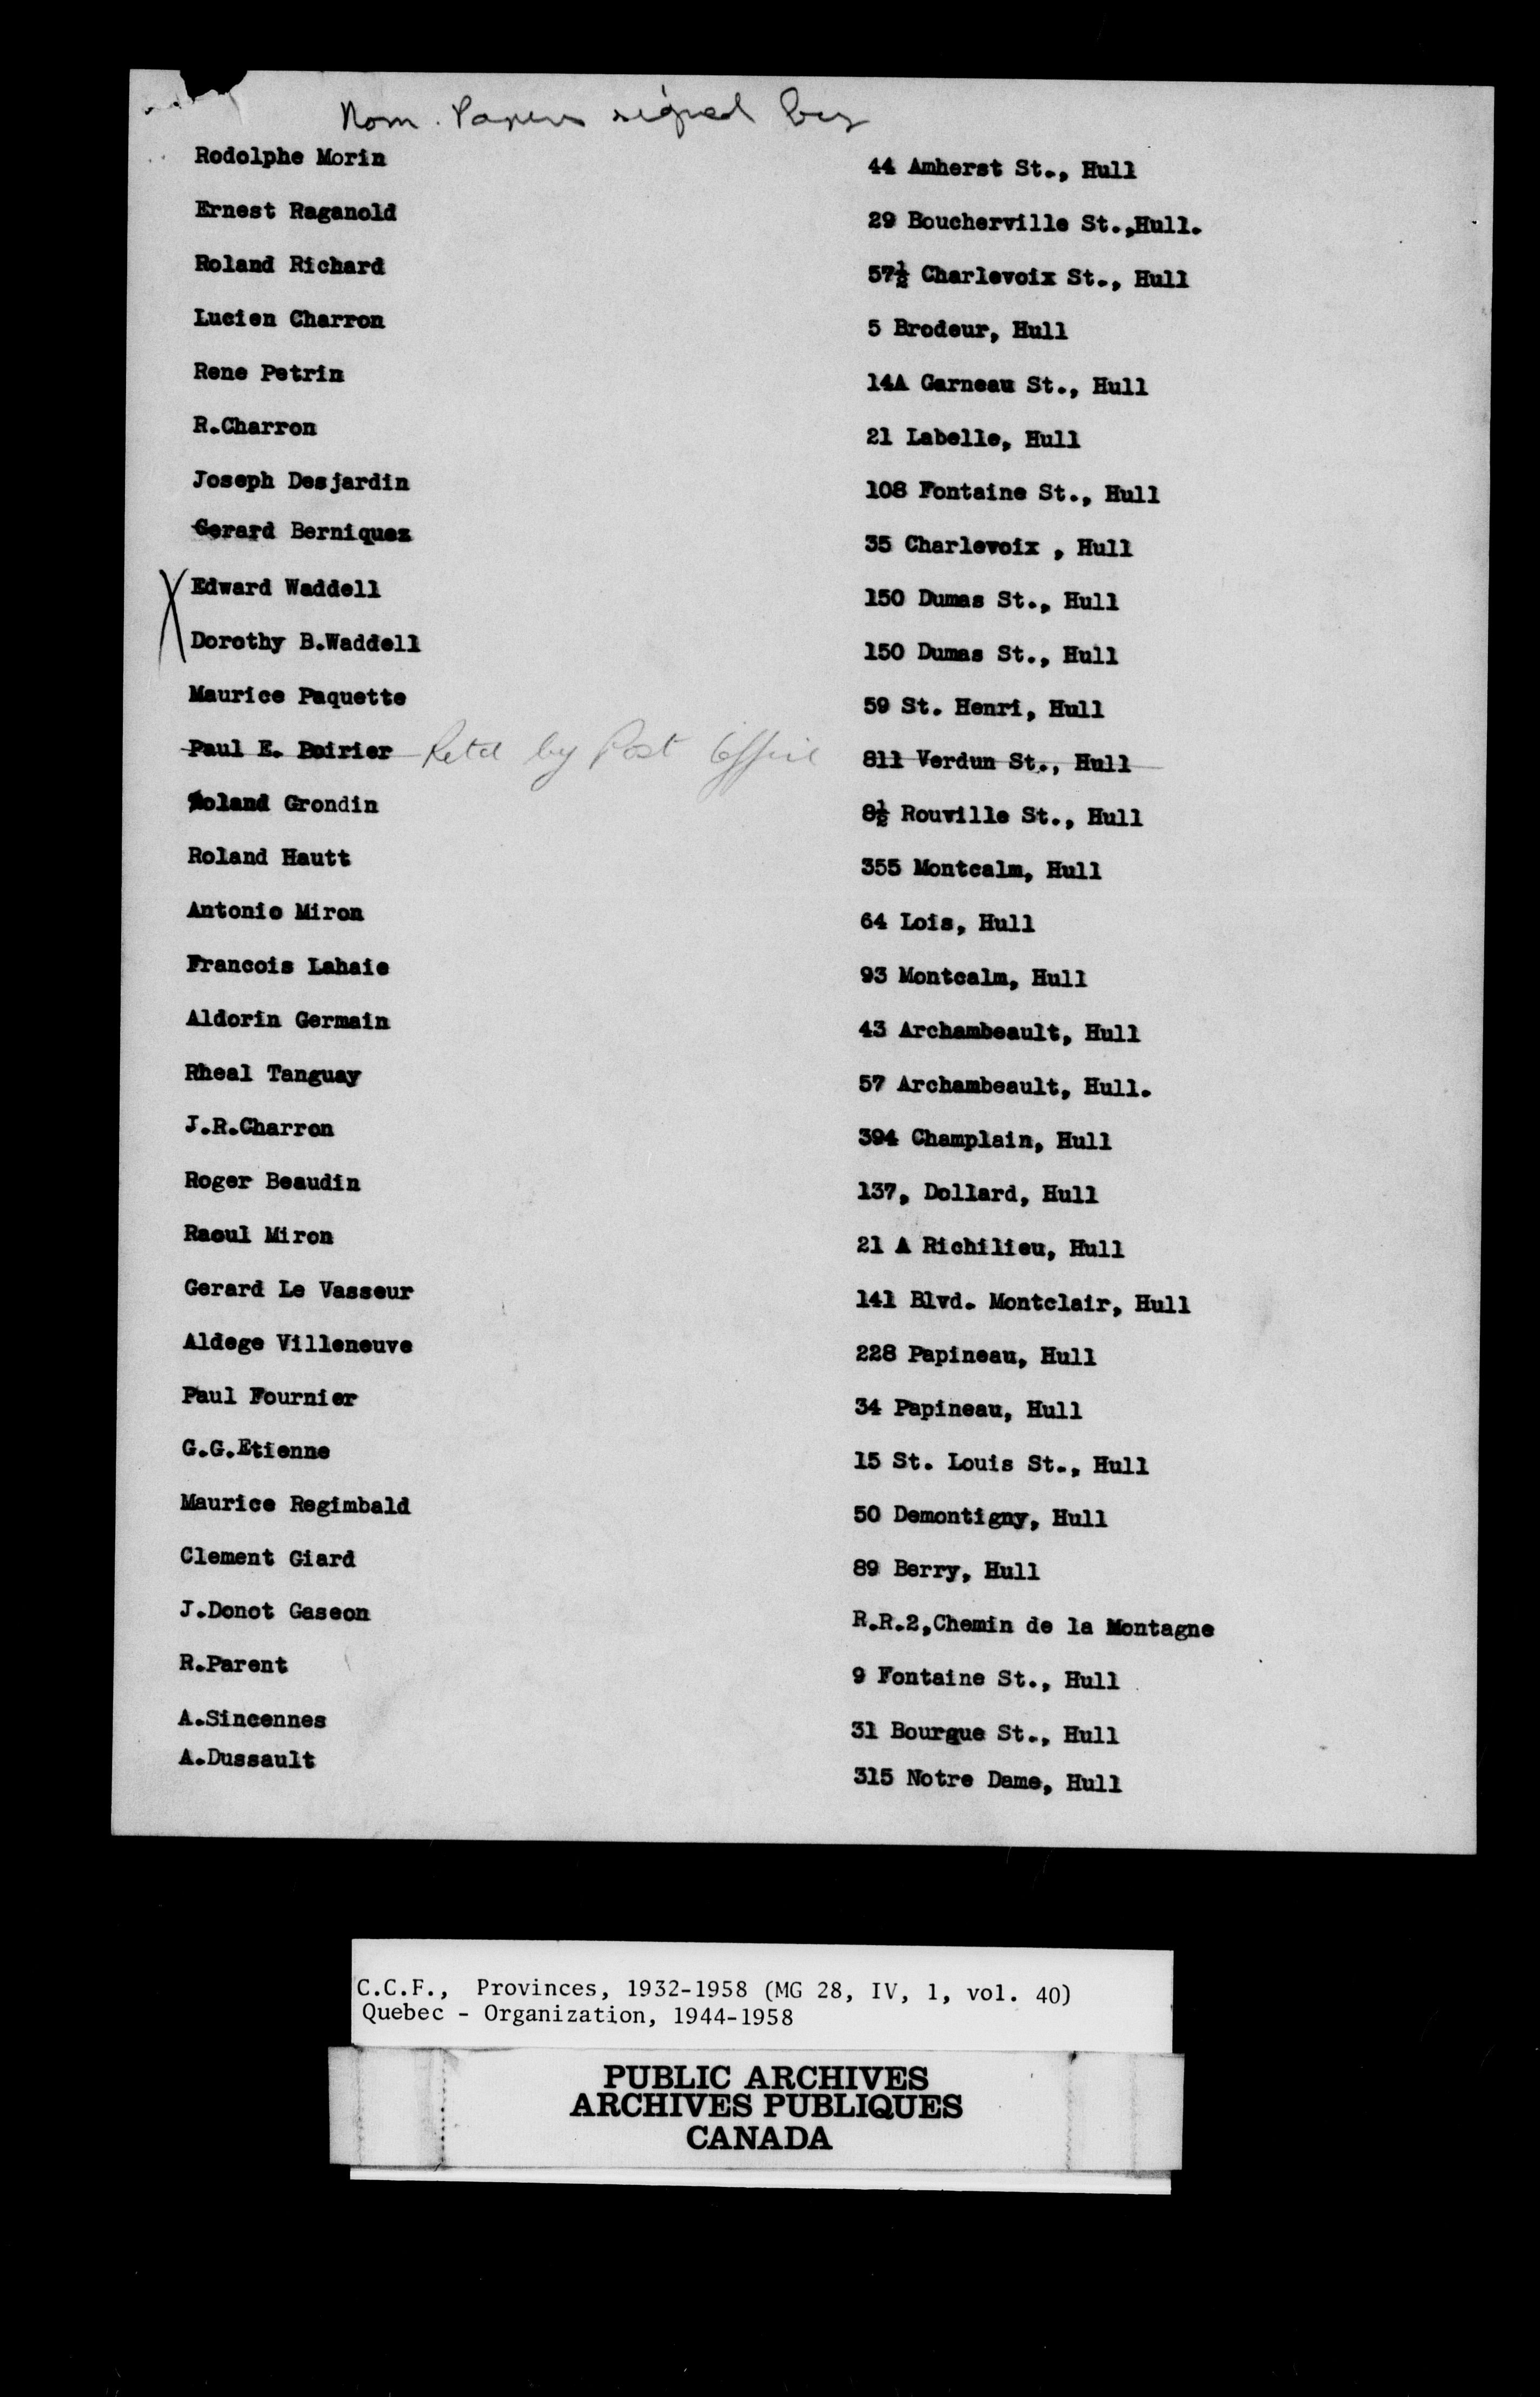 Nom. Papers signed by
Rodolphe Morin 44 Amherst St., Hull
Ernest Raganold 29 Boucherville St.,Hull.
Roland Richard 57½ Charlevoix St., Hull
Lucien Charron 5 Brodeur, Hull
Rene Petrin 14A Garneau St., Hull
R.Charron 21 Labelle, Hull
Joseph Desjardin 108 Fontaine St., Hull
Gerard Berniquez 35 Charlevoix , Hull
X Edward Waddell 150 Dumas St., Hull
Dorothy B.Waddell 150 Dumas St., Hull
Maurice Paquette 59 St. Henri, Hull
Paul E. Poirier Retd by Post Office 811 Verdun St., Hull
Roland Grondin 8½ Rouville St., Hull
Roland Hautt 355 Montcalm, Hull
Antonio Miron 64 Lois, Hull
Francois Lahaie 93 Montcalm, Hull
Aldorin Germain 43 Archambeault, Hull
Rheal Tanguay 57 Archambeault, Hull.
J.R.Charron 394 Champlain, Hull
Roger Beaudin 137, Dollard, Hull
Raoul Miron 21 A Richilieu, Hull
Gerard Le Vasseur 141 Blvd. Montclair, Hull
Aldege Villeneuve 228 Papineau, Hull
Paul Fournier 34 Papineau, Hull
G.G.Etienne 15 St. Louis St., Hull
Maurice Regimbald 50 Demontigny, Hull
Clement Giard 89 Berry, Hull
J.Donot Gaseon R.R.2,Chemin de la Montagne
R.Parent 9 Fontaine St., Hull
A.Sincennes 31 Bourque St., Hull
A.Dussault 315 Notre Dame, Hull
C.C.F., Provinces, 1932-1958 (MG 28, IV, 1, vol. 40)
Quebec - Organization, 1944-1958
PUBLIC ARCHIVES
ARCHIVES PUBLIQUES
CANADA